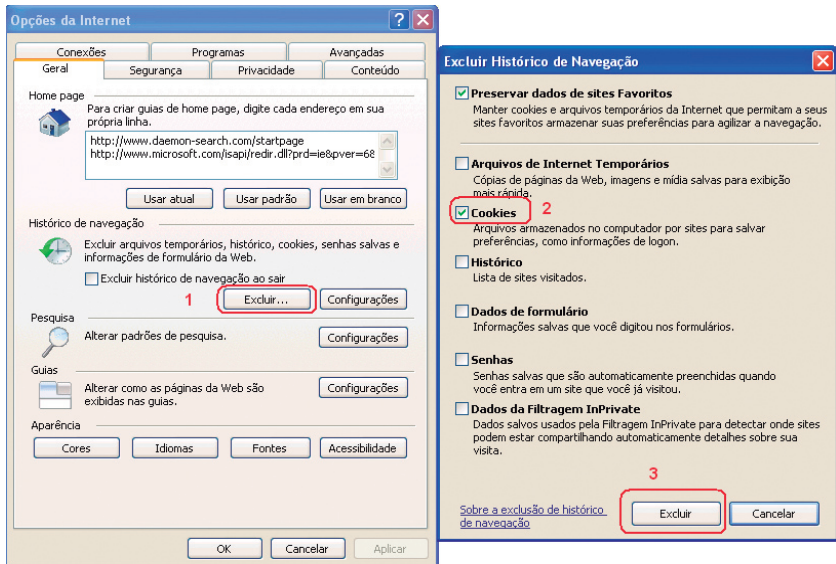 Opções da Internet
Conexões Programas Avançadas
Geral Segurança Privacidade Conteúdo
Home page
Para criar guias de home page, digite cada endereço em sua
própria linha.
http://www.daemon-search.com/startpage
http://www.microsoft.com/isapi/redir.dll?prd=ie&pver=6&
Usar atual Usar padrão Usar em branco
Histórico de navegação
Excluir arquivos temporários, histórico, cookies, senhas salvas e
informações de formulário da Web.
Excluir histórico de navegação ao sair
1 Excluir... Configurações
Pesquisa
Alterar padrões de pesquisa. Configurações
Guias
Alterar como as páginas da Web são
exibidas nas guias.
Configurações
Aparência
Cores Idiomas Fontes Acessibilidade
OK Cancelar Aplicar
Excluir Histórico de Navegação
Preservar dados de sites Favoritos
Manter cookies e arquivos temporários da Internet que permitam a seus
sites favoritos armazenar suas preferências para agilizar a navegação.
Arquivos de Internet Temporários
Cópias de páginas da Web, imagens e mídia salvas para exibição
mais rápida.
Cookies 2
Arquivos armazenados no computador por sites para salvar
preferências, como informações de logon.
Histórico
Lista de sites visitados.
Dados de formulário
Informações salvas que você digitou nos formulários.
Senhas
Senhas salvas que são automaticamente preenchidas quando
você entra em um site que você já visitou.
Dados da Filtragem InPrivate
Dados salvos usados pela Filtragem InPrivate para detectar onde sites
podem estar compartilhando automaticamente detalhes sobre sua
visita.
3
Sobre a exclusão de histórico
de navegação
Excluir Cancelar